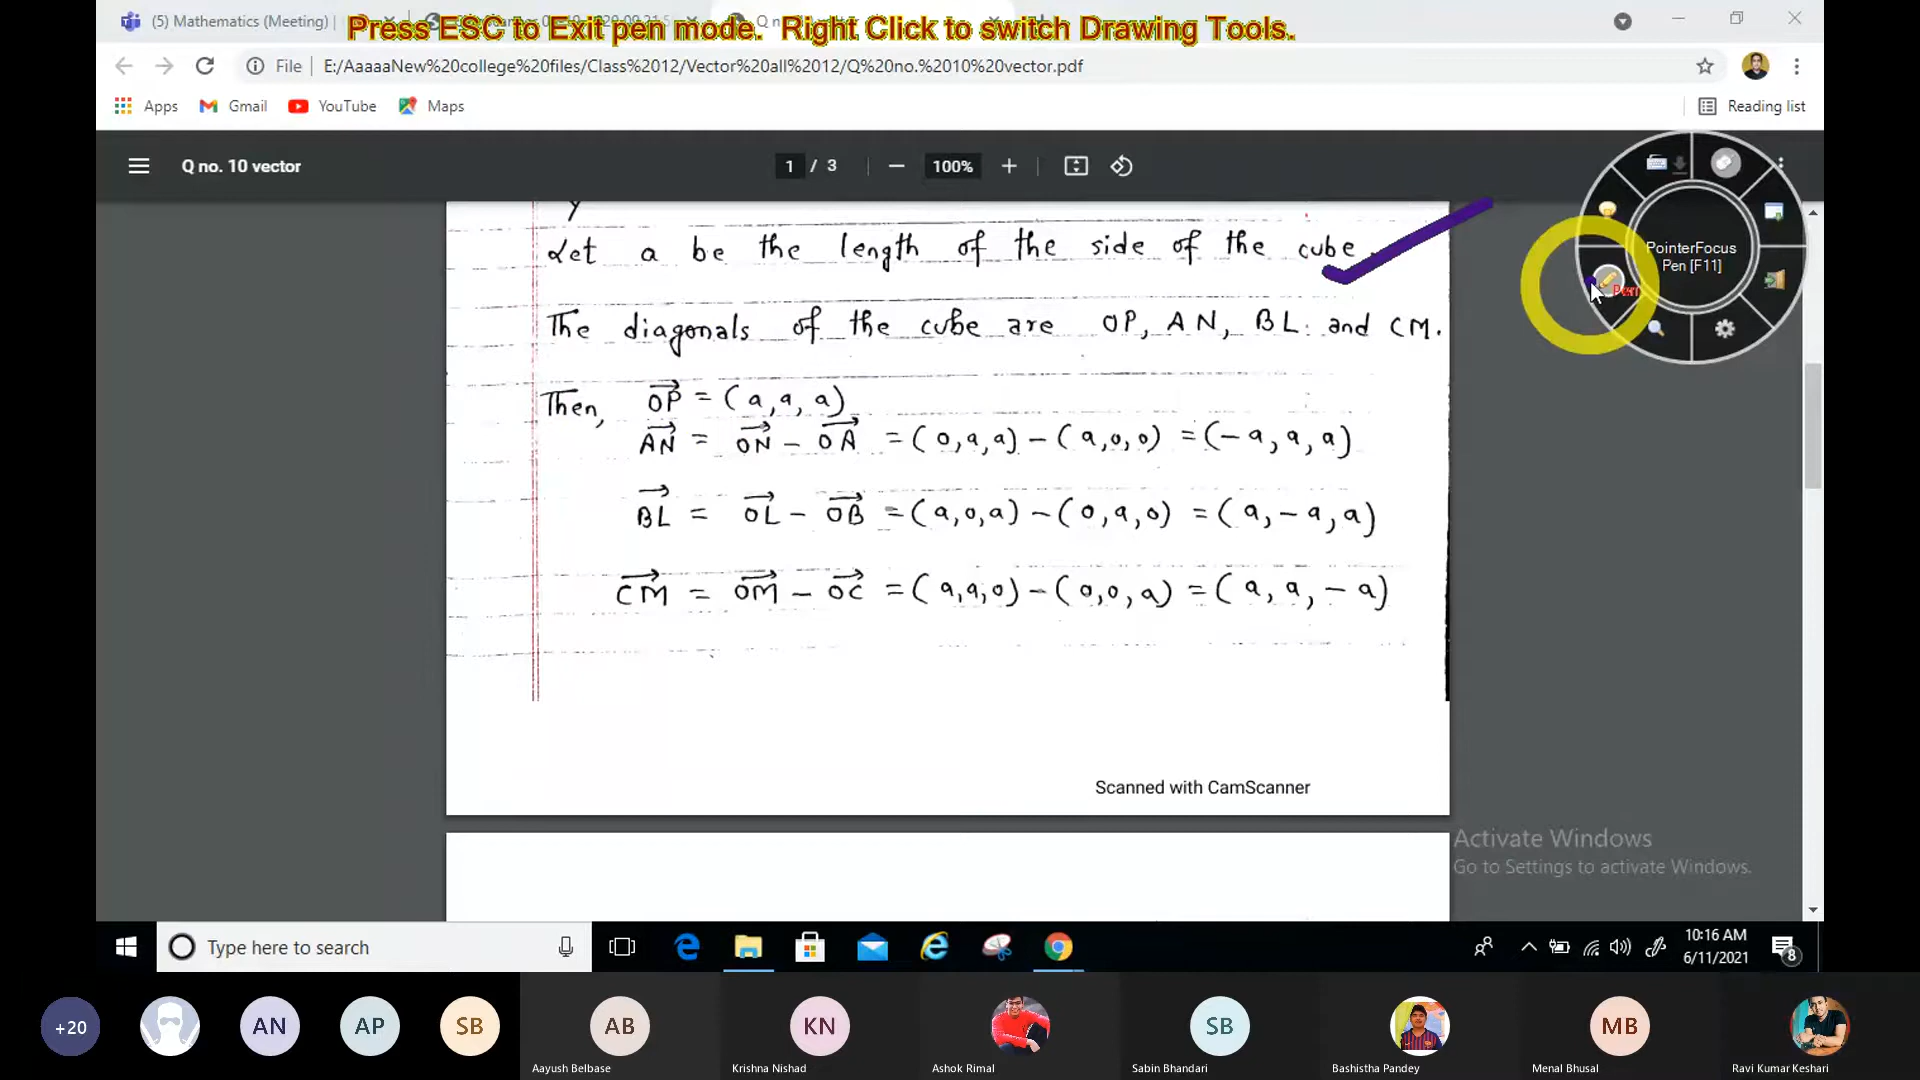 (5) Mathematics (Meeting) |
Press ESC to Exit pen mode. Right Click to switch Drawing Tools.
File | E:/AaaaaNew%20college%20files/Class%2012/Vector%20all%2012/Q%20no.%2010%20vector.pdf
Apps Gmail YouTube Maps Reading list
Q no. 10 vector 1 / 3 100%
PointerFocus
Pen [F11]
Pen
y
Let a be the length of the side of the cube.
The diagonals of the cube are OP, AN, BL and CM.
Then, OP→ = (a, a, a)
AN→ = ON→ − OA→ = (0,a,a) − (a,0,0) = (−a, a, a)
BL→ = OL→ − OB→ = (a,0,a) − (0,a,0) = (a, −a, a)
CM→ = OM→ − OC→ = (a,a,0) − (0,0,a) = (a, a, −a)
Scanned with CamScanner
Activate Windows
Go to Settings to activate Windows.
Type here to search
10:16 AM
6/11/2021
8
+20 AN AP SB AB KN SB MB
Aayush Belbase Krishna Nishad Ashok Rimal Sabin Bhandari Bashistha Pandey Menal Bhusal Ravi Kumar Keshari